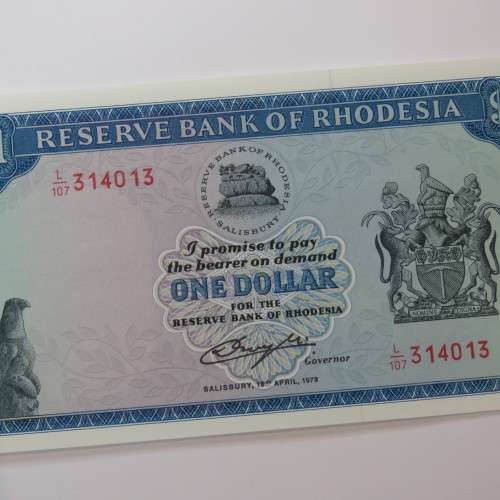 1
RESERVE BANK OF RHODESIA
L/107 314013
RESERVE BANK OF RHODESIA
SALISBURY
I promise to pay
the bearer on demand
ONE DOLLAR
FOR THE
RESERVE BANK OF RHODESIA
Governor
L/107 314013
SALISBURY, 18TH APRIL, 1978